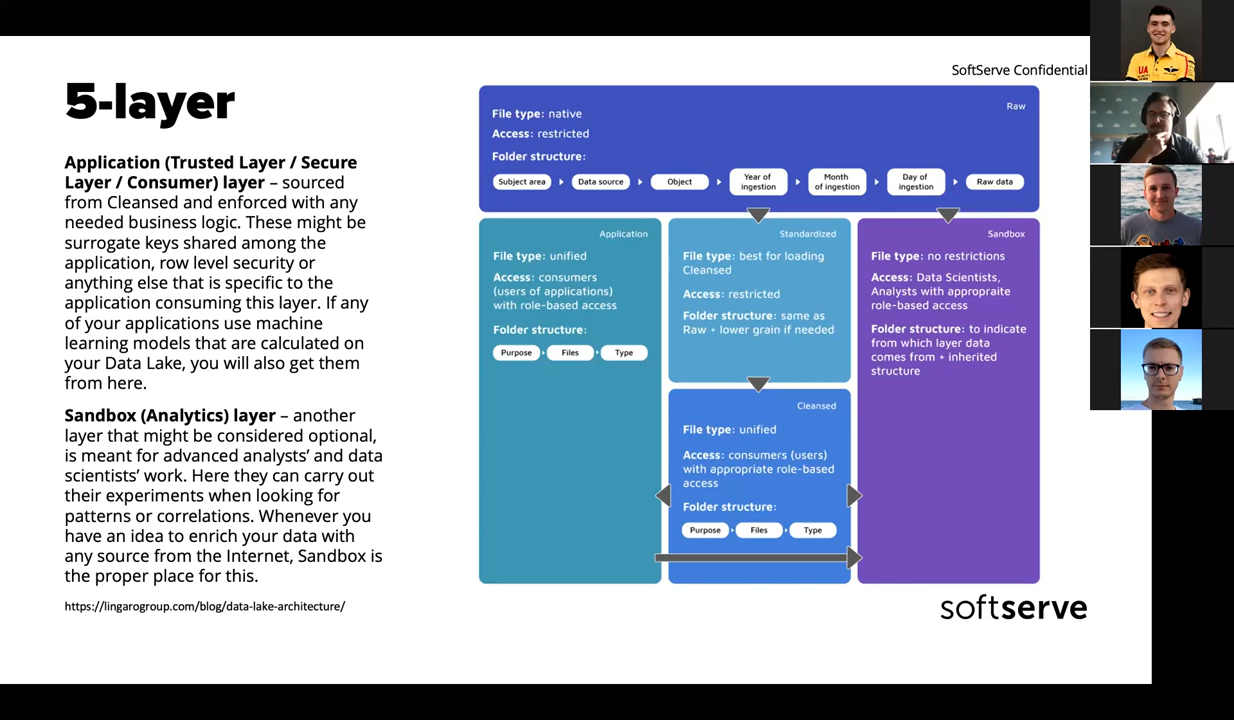 SoftServe Confidential
5-layer
Application (Trusted Layer / Secure
Layer / Consumer) layer – sourced
from Cleansed and enforced with any
needed business logic. These might be
surrogate keys shared among the
application, row level security or
anything else that is specific to the
application consuming this layer. If any
of your applications use machine
learning models that are calculated on
your Data Lake, you will also get them
from here.
Sandbox (Analytics) layer – another
layer that might be considered optional,
is meant for advanced analysts’ and data
scientists’ work. Here they can carry out
their experiments when looking for
patterns or correlations. Whenever you
have an idea to enrich your data with
any source from the Internet, Sandbox is
the proper place for this.
https://lingarogroup.com/blog/data-lake-architecture/
Raw
File type: native
Access: restricted
Folder structure:
Subject area
Data source
Object
Year of
ingestion
Month
of ingestion
Day of
ingestion
Raw data
Application
File type: unified
Access: consumers
(users of applications)
with role-based access
Folder structure:
Purpose
Files
Type
Standardized
File type: best for loading
Cleansed
Access: restricted
Folder structure: same as
Raw + lower grain if needed
Cleansed
File type: unified
Access: consumers (users)
with appropriate role-based
access
Folder structure:
Purpose
Files
Type
Sandbox
File type: no restrictions
Access: Data Scientists,
Analysts with appropraite
role-based access
Folder structure: to indicate
from which layer data
comes from + inherited
structure
softserve
UA